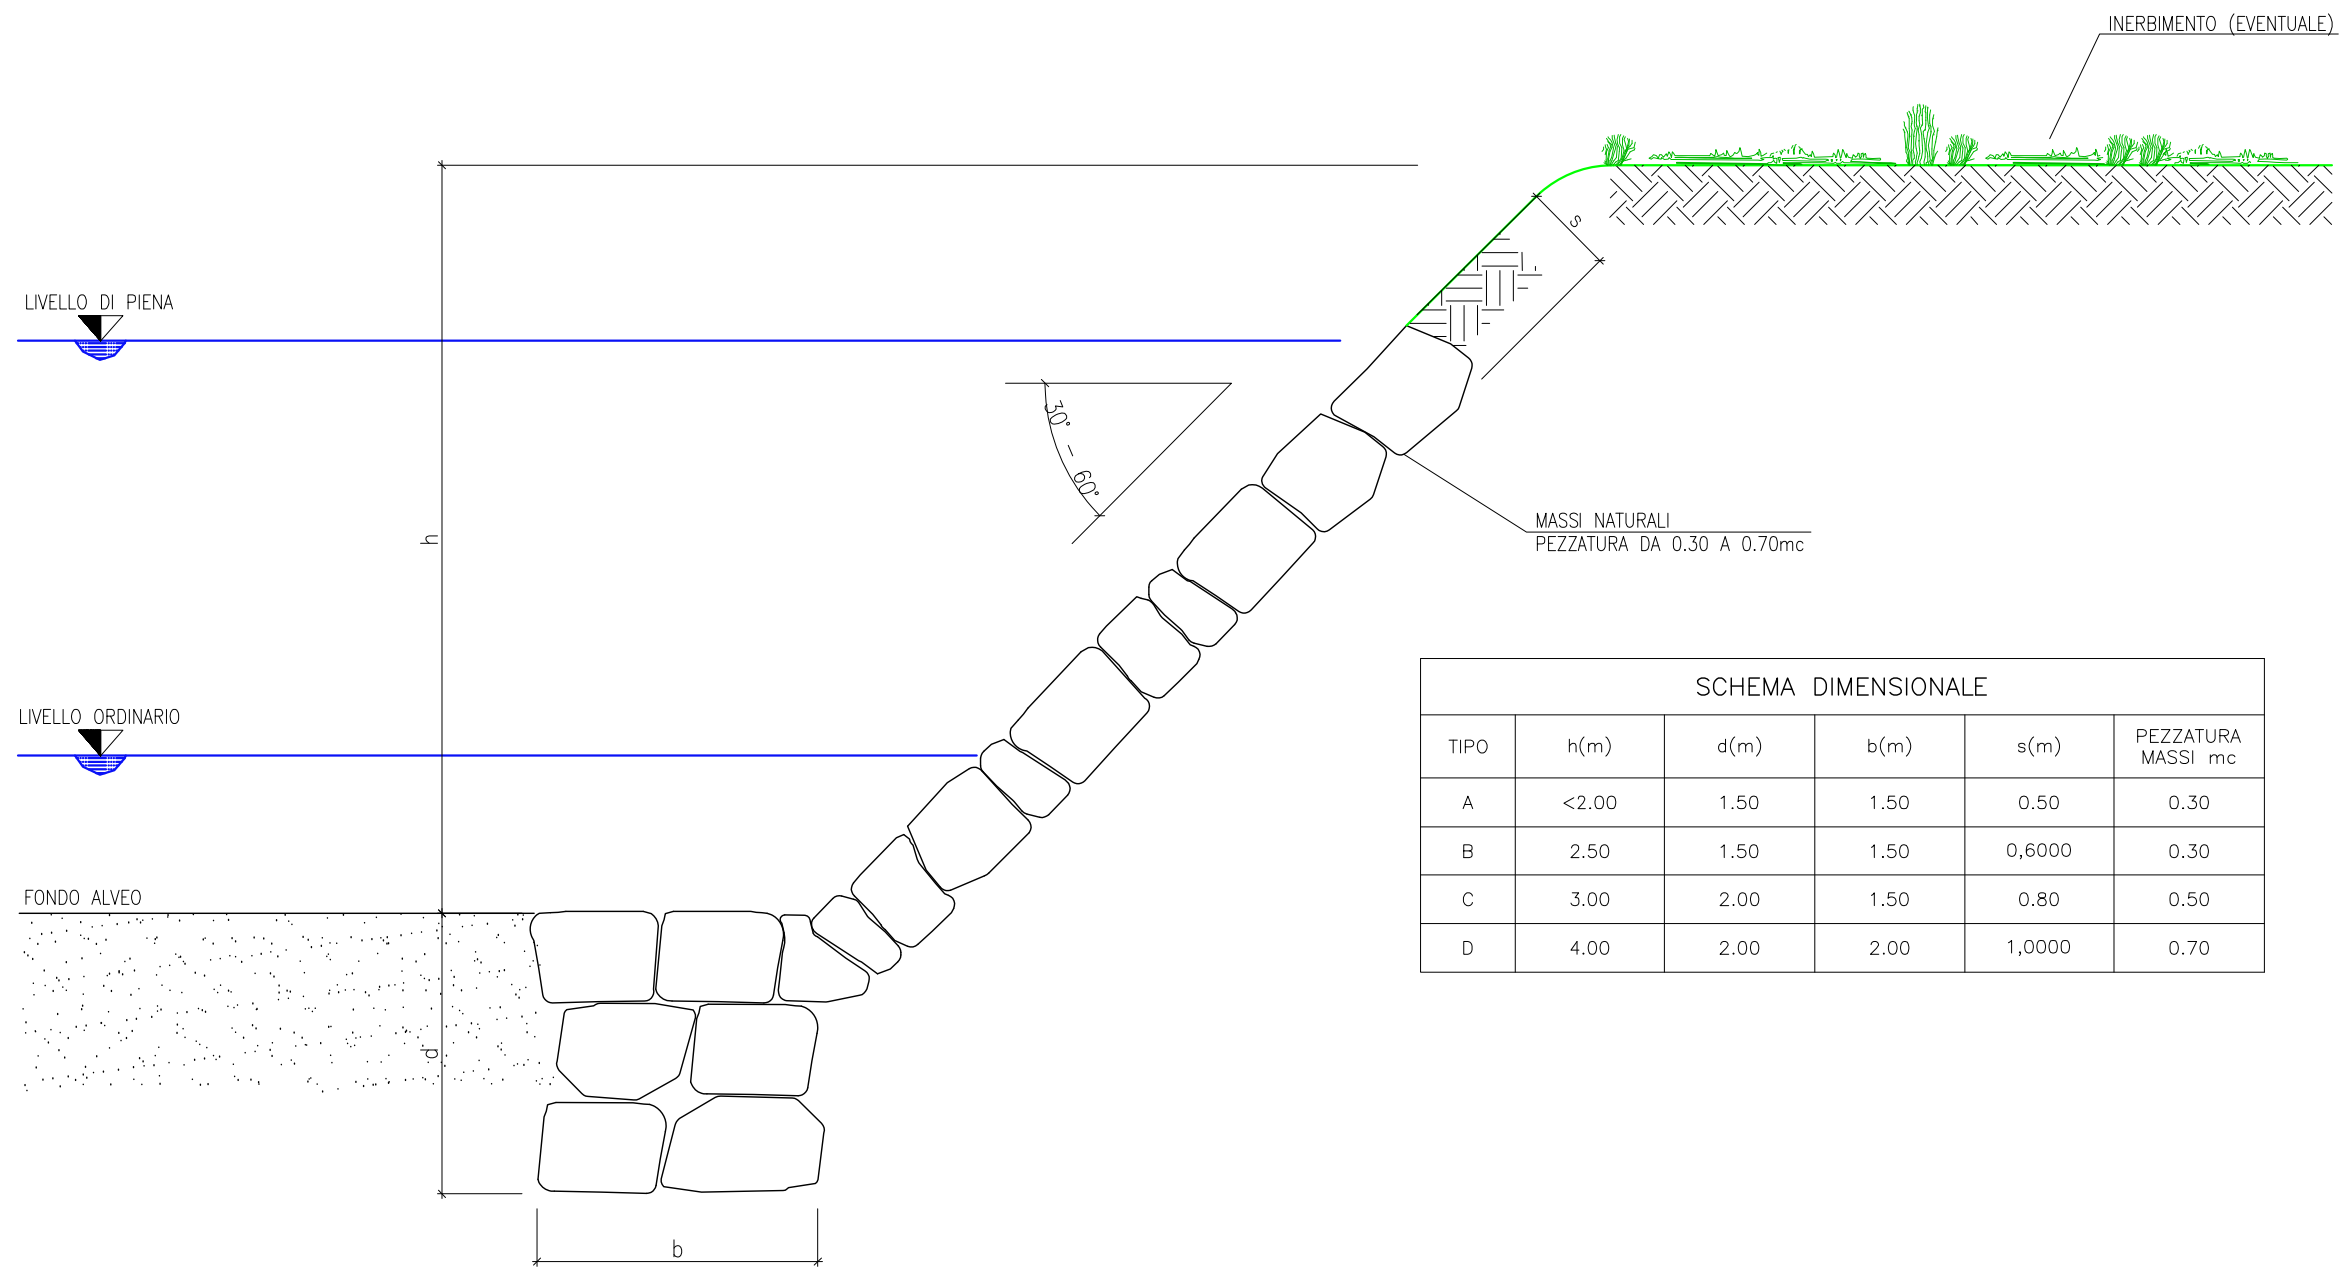 INERBIMENTO (EVENTUALE)
s
LIVELLO DI PIENA
30° - 60°
h
MASSI NATURALI
PEZZATURA DA 0.30 A 0.70mc
LIVELLO ORDINARIO
SCHEMA DIMENSIONALE
TIPO h(m) d(m) b(m) s(m) PEZZATURA MASSI mc
A <2.00 1.50 1.50 0.50 0.30
B 2.50 1.50 1.50 0,6000 0.30
C 3.00 2.00 1.50 0.80 0.50
D 4.00 2.00 2.00 1,0000 0.70
FONDO ALVEO
d
b